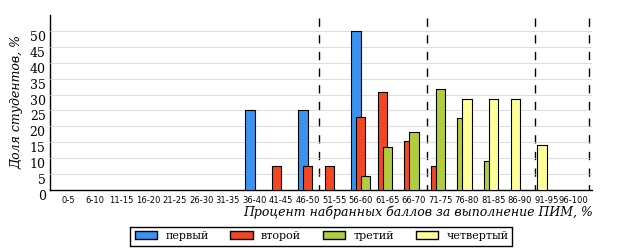 Доля студентов, %
50
45
40
35
30
25
20
15
10
5
0
0-5 6-10 11-15 16-20 21-25 26-30 31-35 36-40 41-45 46-50 51-55 56-60 61-65 66-70 71-75 76-80 81-85 86-90 91-95 96-100
Процент набранных баллов за выполнение ПИМ, %
первый второй третий четвертый